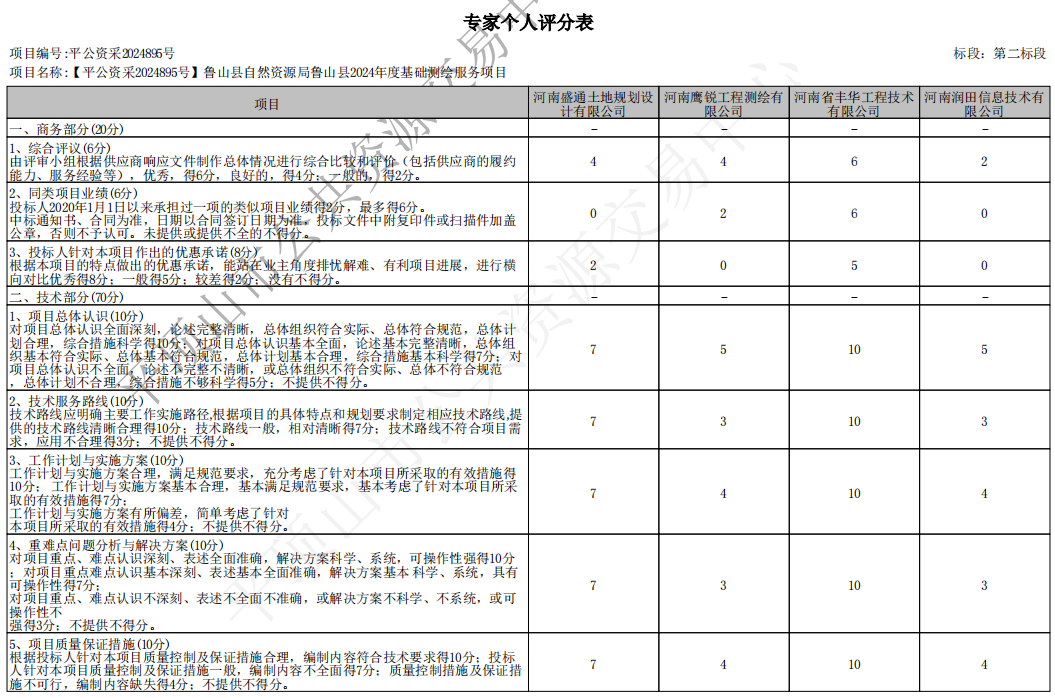 专家个人评分表
项目编号:平公资采2024895号
标段：第二标段
项目名称:【平公资采2024895号】鲁山县自然资源局鲁山县2024年度基础测绘服务项目
项目
河南盛通土地规划设计有限公司
河南鹰锐工程测绘有限公司
河南省丰华工程技术有限公司
河南润田信息技术有限公司
一、商务部分(20分)
- - - -
1、综合评议(6分)
由评审小组根据供应商响应文件制作总体情况进行综合比较和评价（包括供应商的履约
能力、服务经验等），优秀，得6分，良好的，得4分；一般的，得2分。
4 4 6 2
2、同类项目业绩(6分)
投标人2020年1月1日以来承担过一项的类似项目业绩得2分，最多得6分。
中标通知书、合同为准，日期以合同签订日期为准，投标文件中附复印件或扫描件加盖
公章，否则不予认可。未提供或提供不全的不得分。
0 2 6 0
3、投标人针对本项目作出的优惠承诺(8分)
根据本项目的特点做出的优惠承诺，能站在业主角度排忧解难、有利项目进展，进行横
向对比优秀得8分；一般得5分；较差得2分；没有不得分。
2 0 5 0
二、技术部分(70分)
- - - -
1、项目总体认识(10分)
对项目总体认识全面深刻，论述完整清晰，总体组织符合实际、总体符合规范，总体计
划合理，综合措施科学得10分；对项目总体认识基本全面，论述基本完整清晰，总体组
织基本符合实际、总体基本符合规范，总体计划基本合理，综合措施基本科学得7分；对
项目总体认识不全面，论述不完整不清晰，或总体组织不符合实际、总体不符合规范
，总体计划不合理，综合措施不够科学得5分；不提供不得分。
7 5 10 5
2、技术服务路线(10分)
技术路线应明确主要工作实施路径,根据项目的具体特点和规划要求制定相应技术路线,提
供的技术路线清晰合理得10分；技术路线一般，相对清晰得7分；技术路线不符合项目需
求，应用不合理得3分；不提供不得分。
7 3 10 3
3、工作计划与实施方案(10分)
工作计划与实施方案合理，满足规范要求，充分考虑了针对本项目所采取的有效措施得
10分； 工作计划与实施方案基本合理，基本满足规范要求，基本考虑了针对本项目所采
取的有效措施得7分；
工作计划与实施方案有所偏差，简单考虑了针对
本项目所采取的有效措施得4分；不提供不得分。
7 4 10 4
4、重难点问题分析与解决方案(10分)
对项目重点、难点认识深刻、表述全面准确，解决方案科学、系统，可操作性强得10分
；对项目重点难点认识基本深刻、表述基本全面准确，解决方案基本 科学、系统，具有
可操作性得7分；
对项目重点、难点认识不深刻、表述不全面不准确，或解决方案不科学、不系统，或可
操作性不
强得3分；不提供不得分。
7 3 10 3
5、项目质量保证措施(10分)
根据投标人针对本项目质量控制及保证措施合理，编制内容符合技术要求得10分；投标
人针对本项目质量控制及保证措施一般，编制内容不全面得7分；质量控制措施及保证措
施不可行，编制内容缺失得4分；不提供不得分。
7 4 10 4
平顶山市公共资源交易中心
平顶山市公共资源交易中心